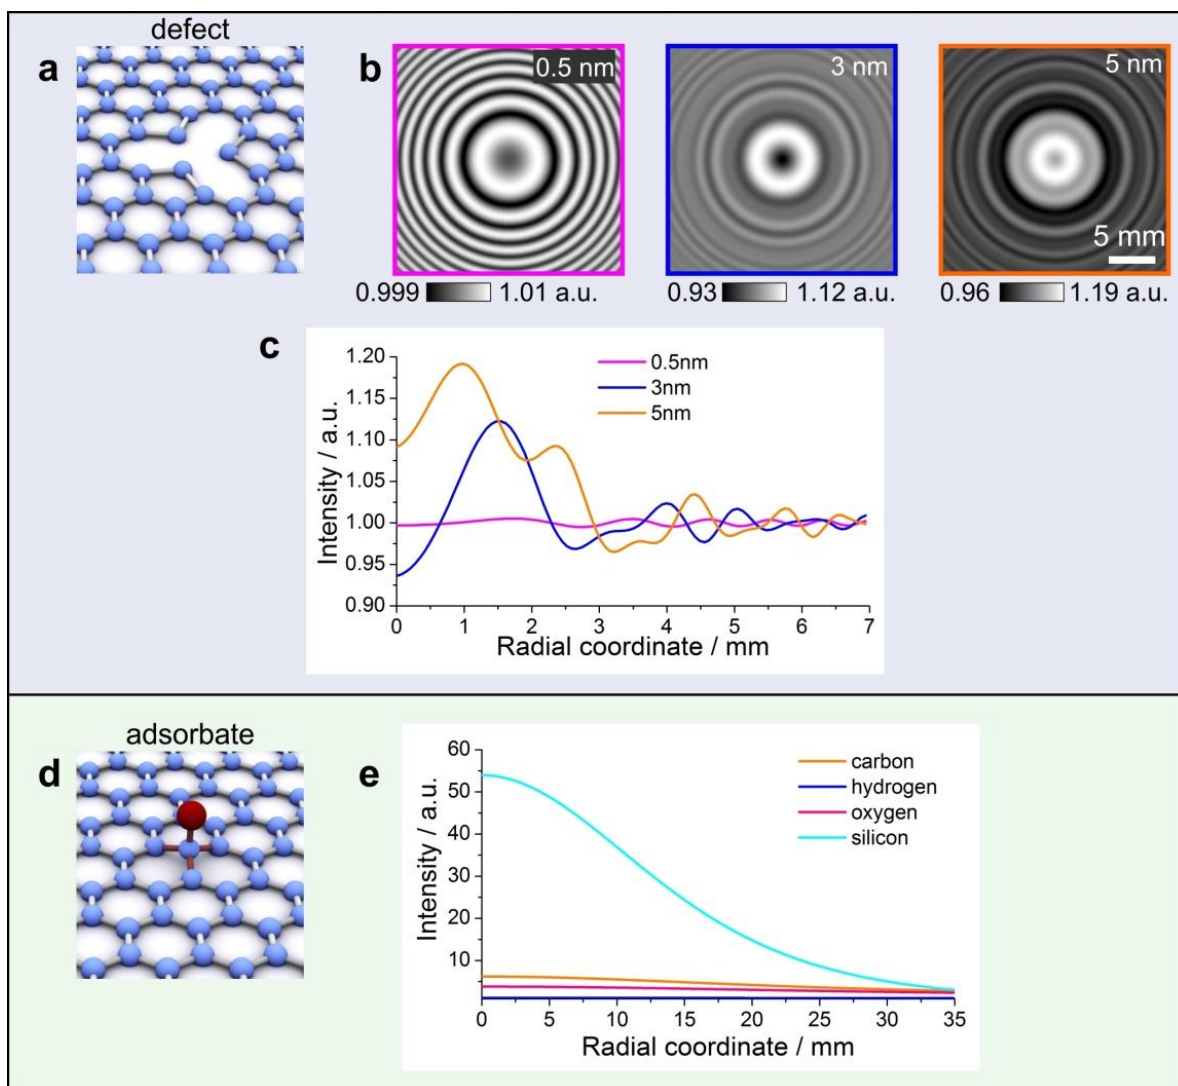 defect
a
b
0.5 nm
3 nm
5 nm
5 mm
0.999 1.01 a.u.
0.93 1.12 a.u.
0.96 1.19 a.u.
c
0.5nm
3nm
5nm
Intensity / a.u.
1.20
1.15
1.10
1.05
1.00
0.95
0.90
0 1 2 3 4 5 6 7
Radial coordinate / mm
adsorbate
d
e
carbon
hydrogen
oxygen
silicon
Intensity / a.u.
60
50
40
30
20
10
0 5 10 15 20 25 30 35
Radial coordinate / mm